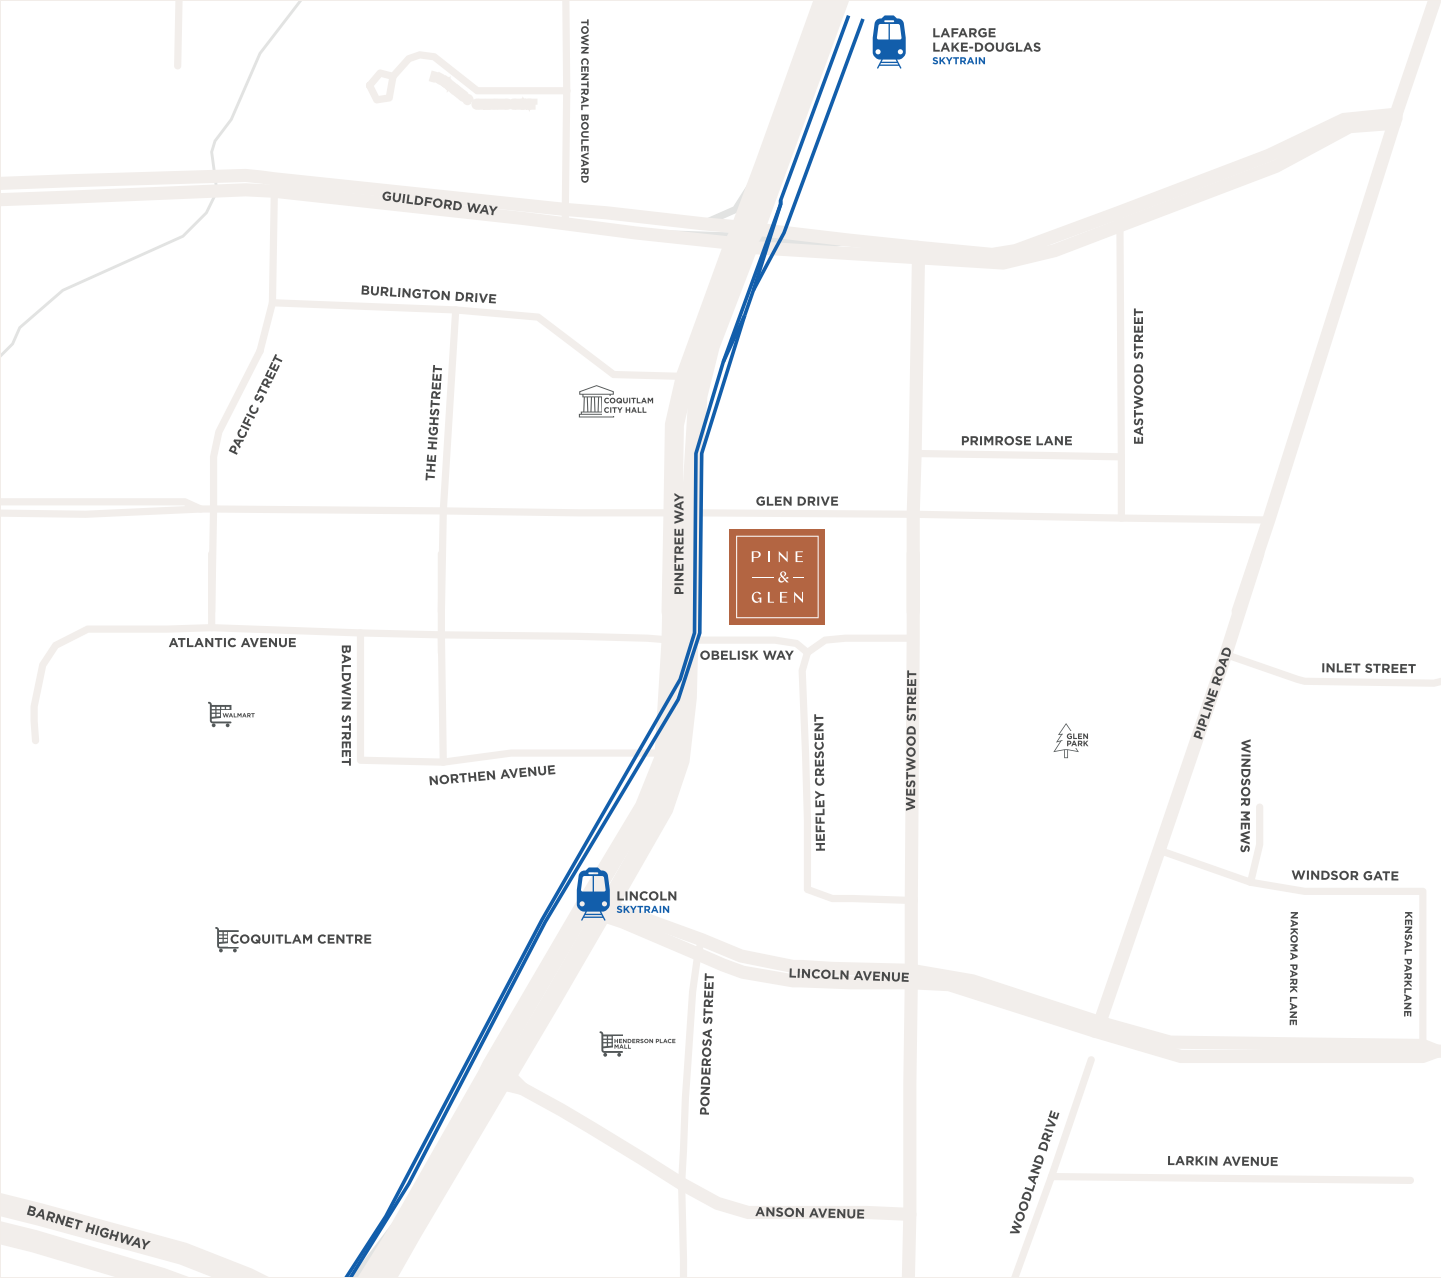 LAFARGE
LAKE-DOUGLAS
SKYTRAIN
TOWN CENTRAL BOULEVARD
GUILDFORD WAY
BURLINGTON DRIVE
EASTWOOD STREET
PACIFIC STREET
THE HIGHSTREET
COQUITLAM
CITY HALL
PRIMROSE LANE
GLEN DRIVE
PINETREE WAY
PINE
&
GLEN
ATLANTIC AVENUE
BALDWIN STREET
OBELISK WAY
INLET STREET
PIPLINE ROAD
WESTWOOD STREET
WALMART
HEFFLEY CRESCENT
GLEN
PARK
WINDSOR MEWS
NORTHEN AVENUE
WINDSOR GATE
LINCOLN
SKYTRAIN
NAKOMA PARK LANE
KENSAL PARKLANE
COQUITLAM CENTRE
LINCOLN AVENUE
PONDEROSA STREET
HENDERSON PLACE
MALL
WOODLAND DRIVE
LARKIN AVENUE
ANSON AVENUE
BARNET HIGHWAY